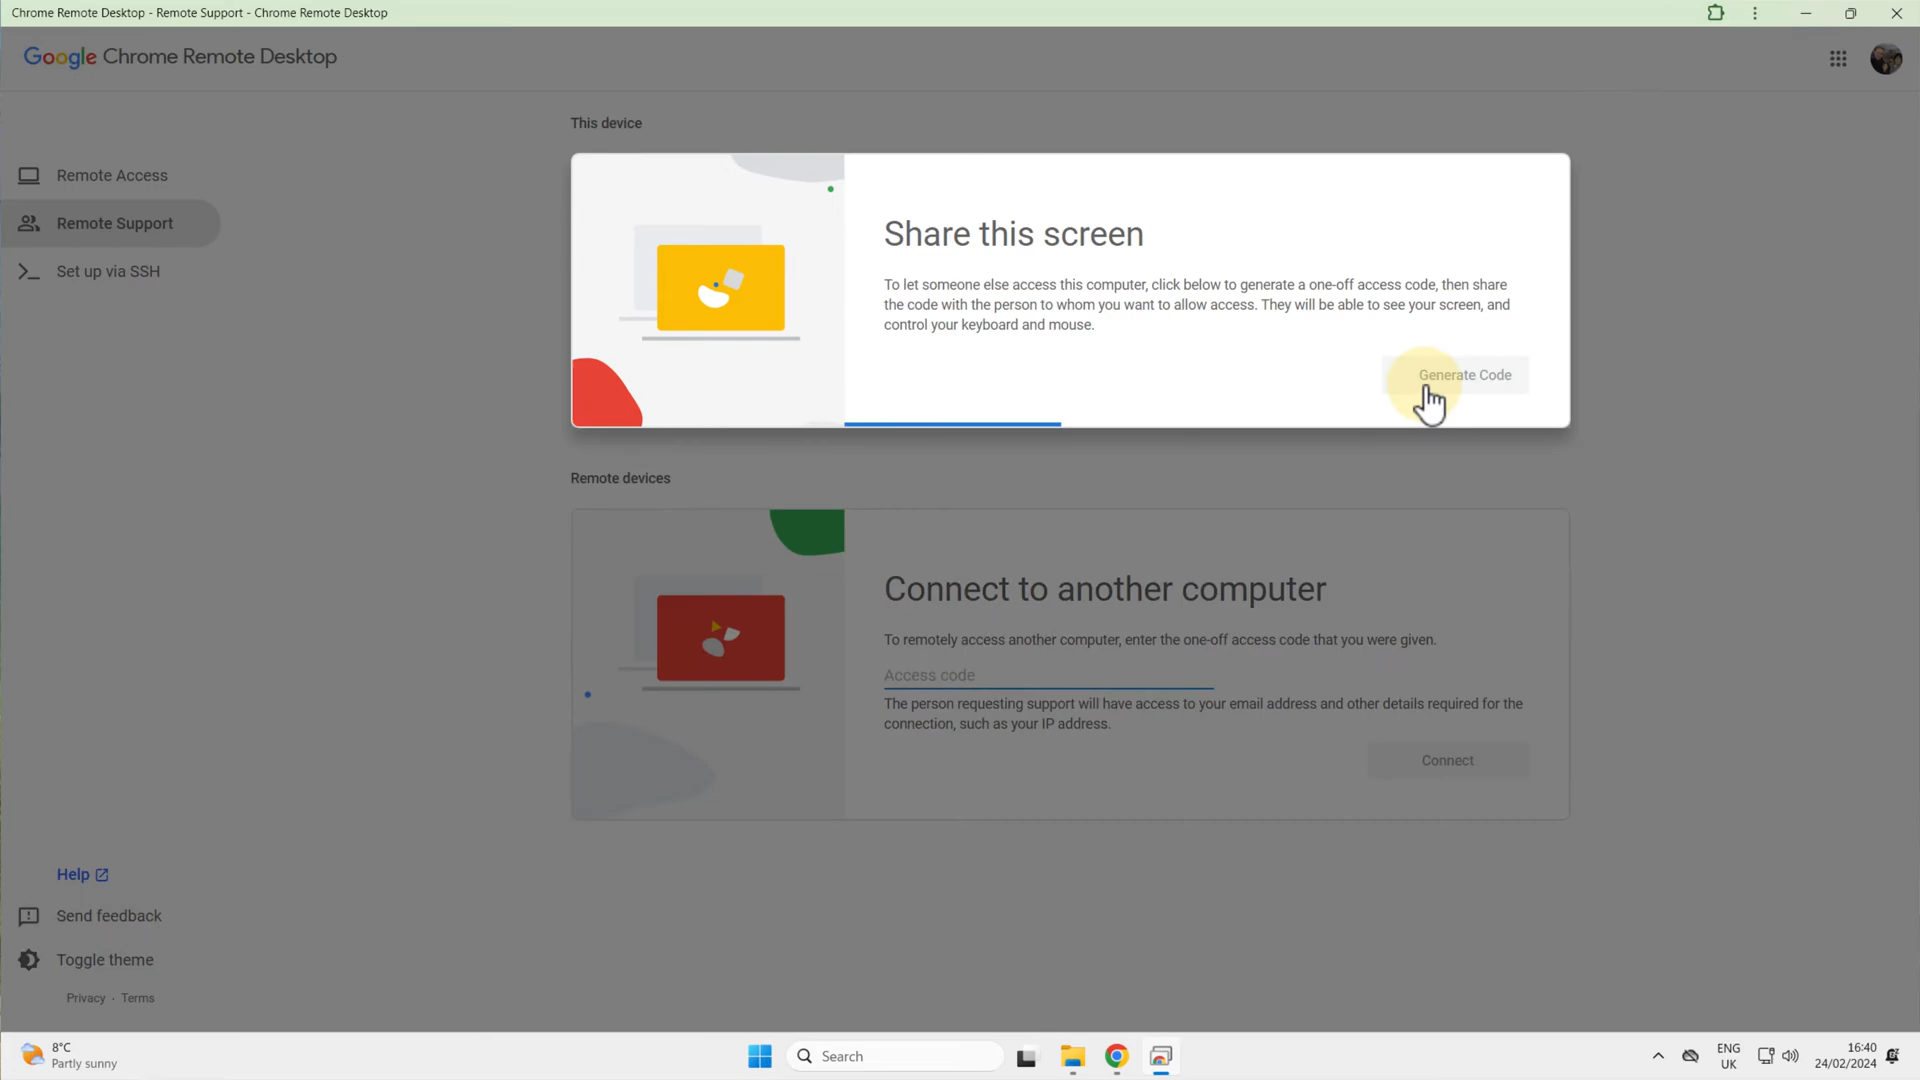 Chrome Remote Desktop - Remote Support - Chrome Remote Desktop
Google Chrome Remote Desktop
Remote Access
Remote Support
Set up via SSH
This device
Share this screen
To let someone else access this computer, click below to generate a one-off access code, then share
the code with the person to whom you want to allow access. They will be able to see your screen, and
control your keyboard and mouse.
Generate Code
Remote devices
Connect to another computer
To remotely access another computer, enter the one-off access code that you were given.
Access code
The person requesting support will have access to your email address and other details required for the
connection, such as your IP address.
Connect
Help
Send feedback
Toggle theme
Privacy · Terms
8°C
Partly sunny
Search
ENG
UK
16:40
24/02/2024